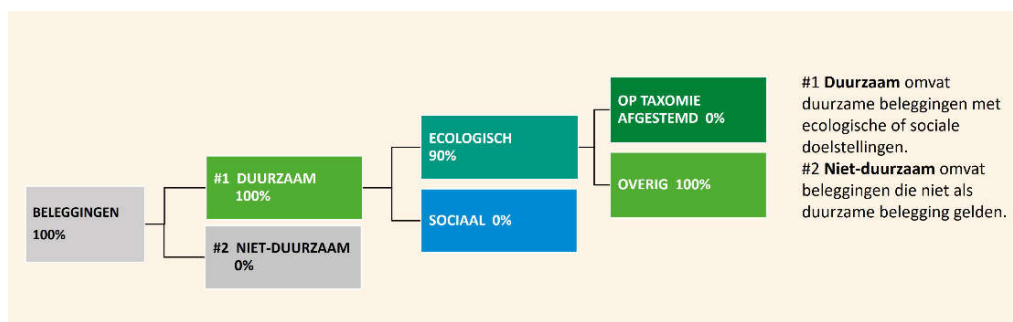 BELEGGINGEN
100%
#1 DUURZAAM
100%
#2 NIET-DUURZAAM
0%
ECOLOGISCH
90%
SOCIAAL 0%
OP TAXOMIE
AFGESTEMD 0%
OVERIG 100%
#1 Duurzaam omvat
duurzame beleggingen met
ecologische of sociale
doelstellingen.
#2 Niet-duurzaam omvat
beleggingen die niet als
duurzame belegging gelden.